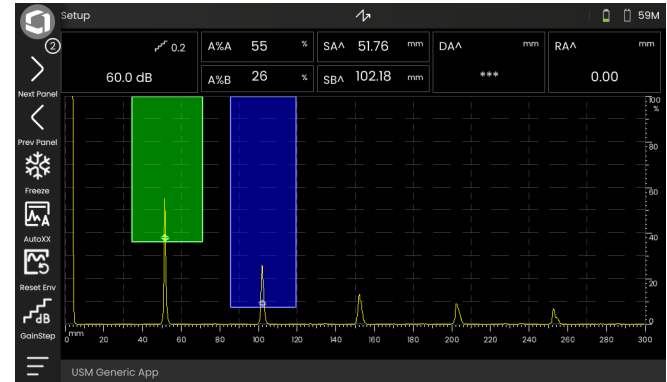 Setup
59M
2
0.2
60.0 dB
A%A 55 %
SA^ 51.76 mm
DA^ mm
***
RA^ mm
0.00
A%B 26 %
SB^ 102.18 mm
Next Panel
Prev Panel
Freeze
AutoXX
Reset Env
dB
GainStep
100
%
80
60
40
20
0
0 mm 20 40 60 80 100 120 140 160 180 200 220 240 260 280 300
USM Generic App